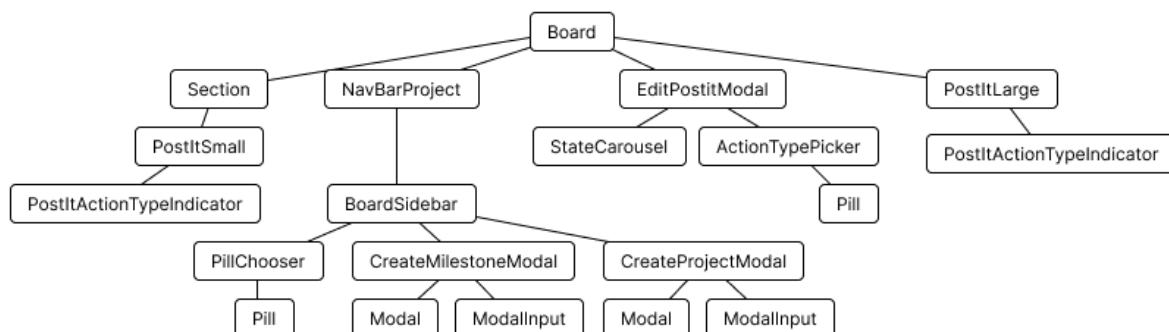 Board
Section
NavBarProject
EditPostitModal
PostItLarge
PostItSmall
StateCarousel
ActionTypePicker
PostItActionTypeIndicator
PostItActionTypeIndicator
BoardSidebar
Pill
PillChooser
CreateMilestoneModal
CreateProjectModal
Pill
Modal
ModalInput
Modal
ModalInput